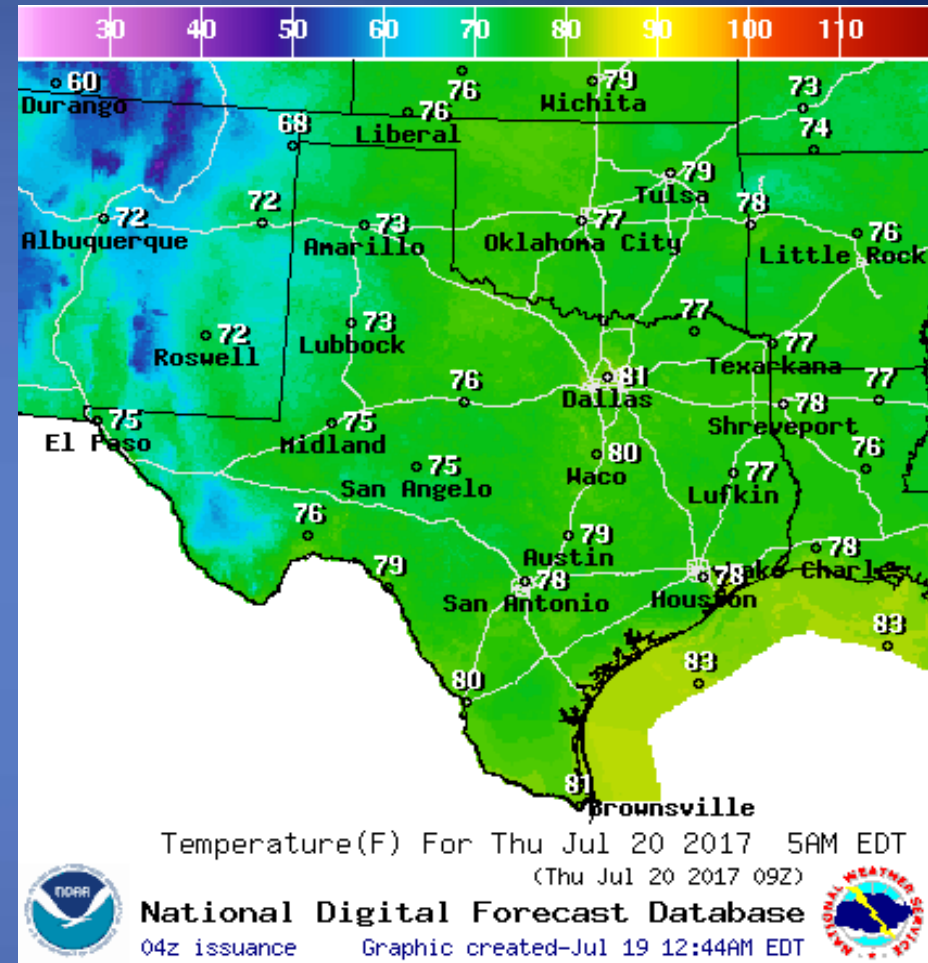 30 40 50 60 70 80 90 100 110
60
Durango
76
79
Wichita
73
68
76
Liberal
74
79
Tulsa
72
Albuquerque
72
73
Amarillo
77
Oklahoma City
78
76
Little Rock
72
Roswell
73
Lubbock
77
77
Texarkana
76
81
Dallas
77
75
El Paso
75
Midland
78
Shreveport
75
San Angelo
80
Waco
77
Lufkin
76
76
79
Austin
78
Lake Charles
79
78
San Antonio
78
Houston
83
83
80
81
Brownsville
Temperature(F) For Thu Jul 20 2017 5AM EDT
(Thu Jul 20 2017 09Z)
NOAA
National Digital Forecast Database
04z issuance Graphic created-Jul 19 12:44AM EDT
NATIONAL WEATHER SERVICE